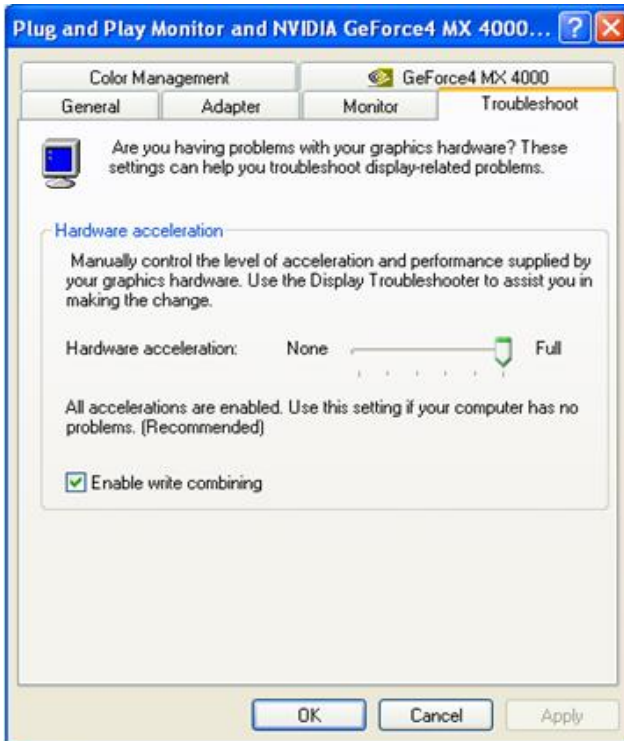 Plug and Play Monitor and NVIDIA GeForce4 MX 4000...
Color Management GeForce4 MX 4000
General Adapter Monitor Troubleshoot
Are you having problems with your graphics hardware? These
settings can help you troubleshoot display-related problems.
Hardware acceleration
Manually control the level of acceleration and performance supplied by
your graphics hardware. Use the Display Troubleshooter to assist you in
making the change.
Hardware acceleration: None Full
All accelerations are enabled. Use this setting if your computer has no
problems. (Recommended)
Enable write combining
OK Cancel Apply